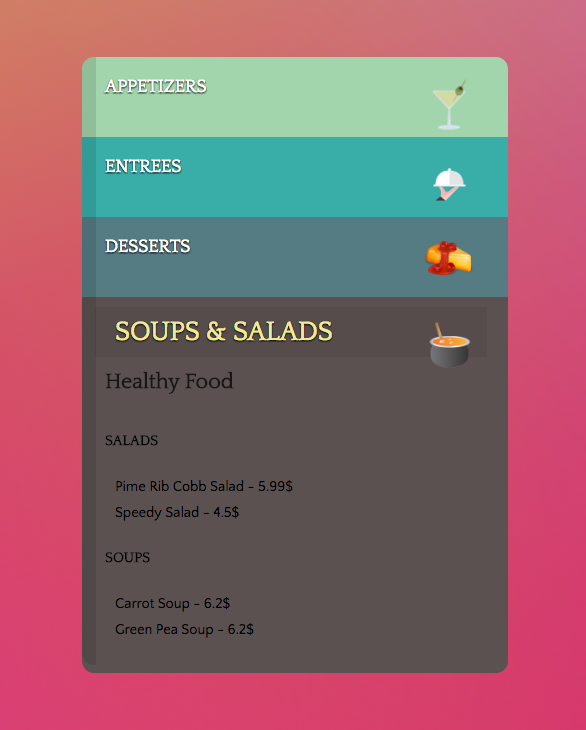 APPETIZERS
ENTREES
DESSERTS
SOUPS & SALADS
Healthy Food
SALADS
Pime Rib Cobb Salad - 5.99$
Speedy Salad - 4.5$
SOUPS
Carrot Soup - 6.2$
Green Pea Soup - 6.2$